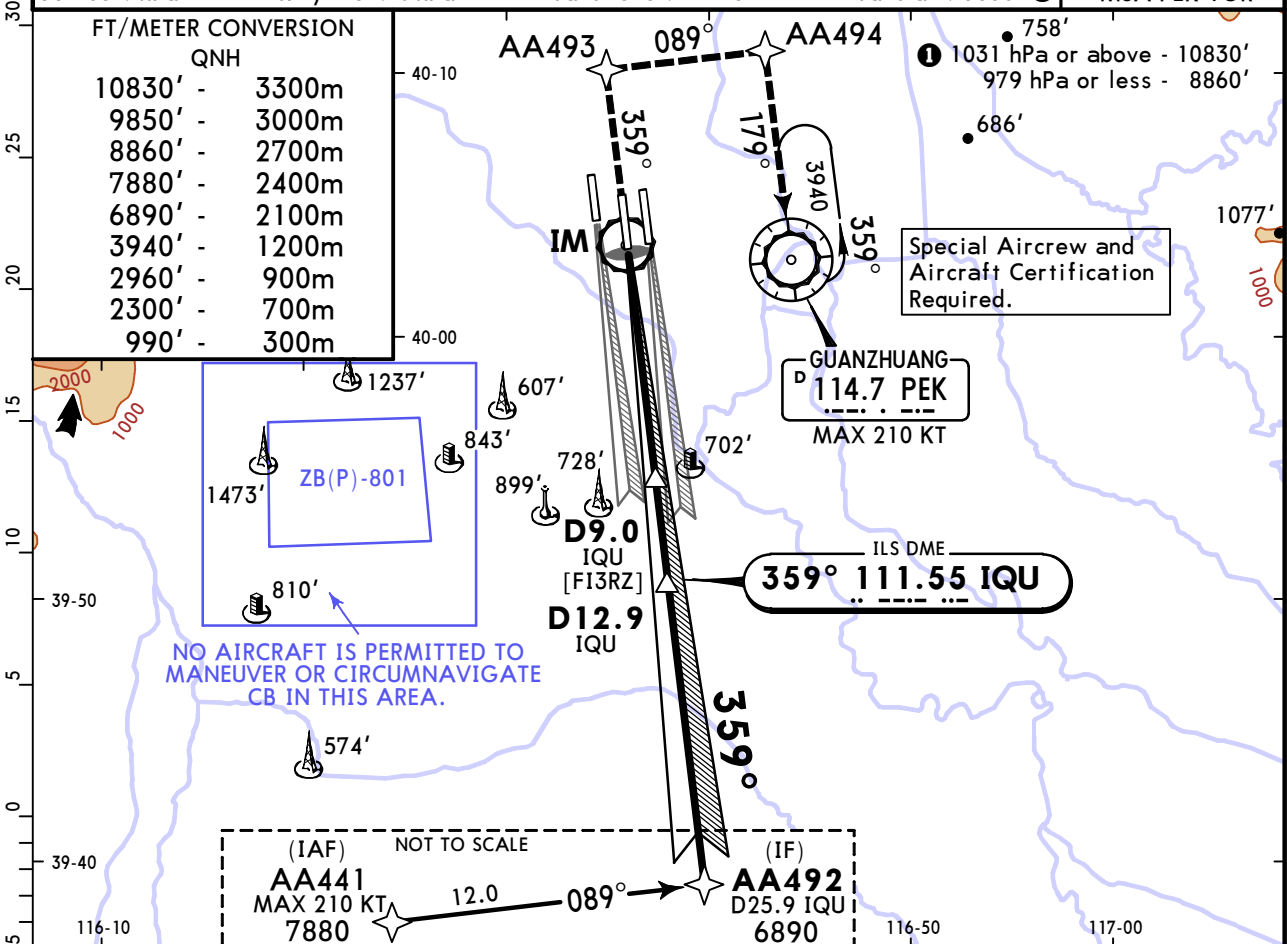 FT/METER CONVERSION
QNH
10830' - 3300m
9850' - 3000m
8860' - 2700m
7880' - 2400m
6890' - 2100m
3940' - 1200m
2960' - 900m
2300' - 700m
990' - 300m
30
25
20
15
10
5
0
5
40-10
40-00
39-50
39-40
116-10
116-50
117-00
AA493
089°
AA494
359°
179°
3940
359°
IM
758'
1 1031 hPa or above - 10830'
979 hPa or less - 8860'
686'
1077'
1000
Special Aircrew and
Aircraft Certification
Required.
GUANZHUANG
D 114.7 PEK
MAX 210 KT
2000
1000
1237'
607'
843'
1473'
ZB(P)-801
899'
728'
702'
810'
D9.0
IQU
[FI3RZ]
D12.9
IQU
ILS DME
359° 111.55 IQU
NO AIRCRAFT IS PERMITTED TO
MANEUVER OR CIRCUMNAVIGATE
CB IN THIS AREA.
574'
359°
NOT TO SCALE
(IAF)
AA441
MAX 210 KT
7880
12.0
089°
(IF)
AA492
D25.9 IQU
6890